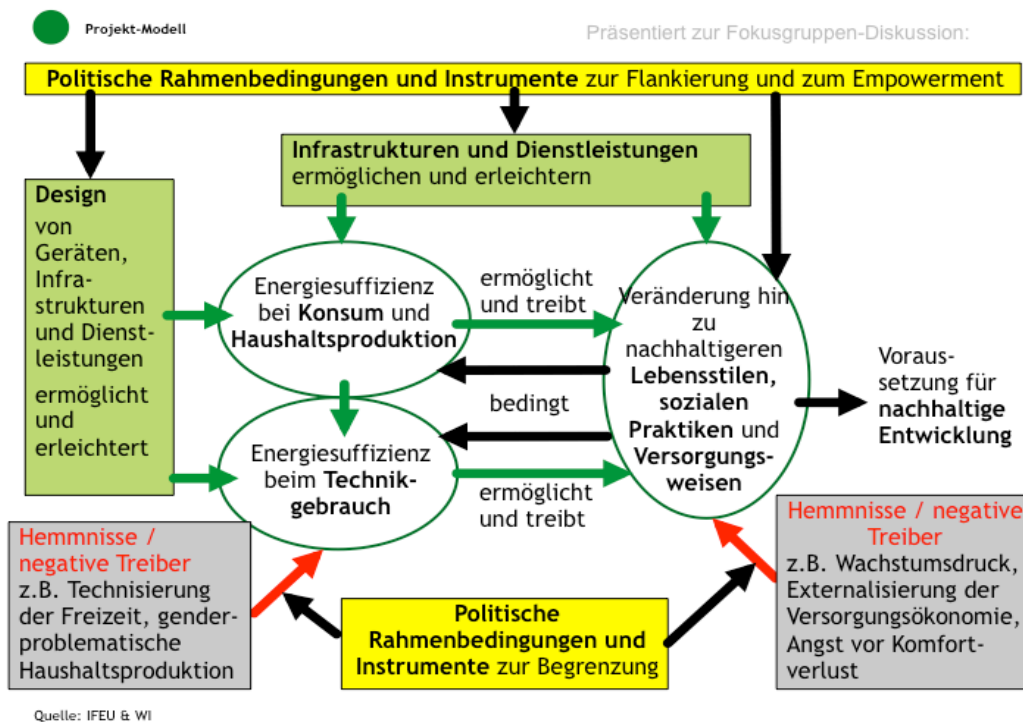 Projekt-Modell
Präsentiert zur Fokusgruppen-Diskussion:
Politische Rahmenbedingungen und Instrumente zur Flankierung und zum Empowerment
Infrastrukturen und Dienstleistungen
ermöglichen und erleichtern
Design
von
Geräten,
Infra-
strukturen
und Dienst-
leistungen
ermöglicht
und
erleichtert
Energiesuffizienz
bei Konsum und
Haushaltsproduktion
ermöglicht
und treibt
Veränderung hin
zu
nachhaltigeren
Lebensstilen,
sozialen
Praktiken und
Versorgungs-
weisen
Voraus-
setzung für
nachhaltige
Entwicklung
bedingt
Energiesuffizienz
beim Technik-
gebrauch
ermöglicht
und treibt
Hemmnisse /
negative Treiber
z.B. Technisierung
der Freizeit, gender-
problematische
Haushaltsproduktion
Politische
Rahmenbedingungen und
Instrumente zur Begrenzung
Hemmnisse / negative
Treiber
z.B. Wachstumsdruck,
Externalisierung der
Versorgungsökonomie,
Angst vor Komfort-
verlust
Quelle: IFEU & WI